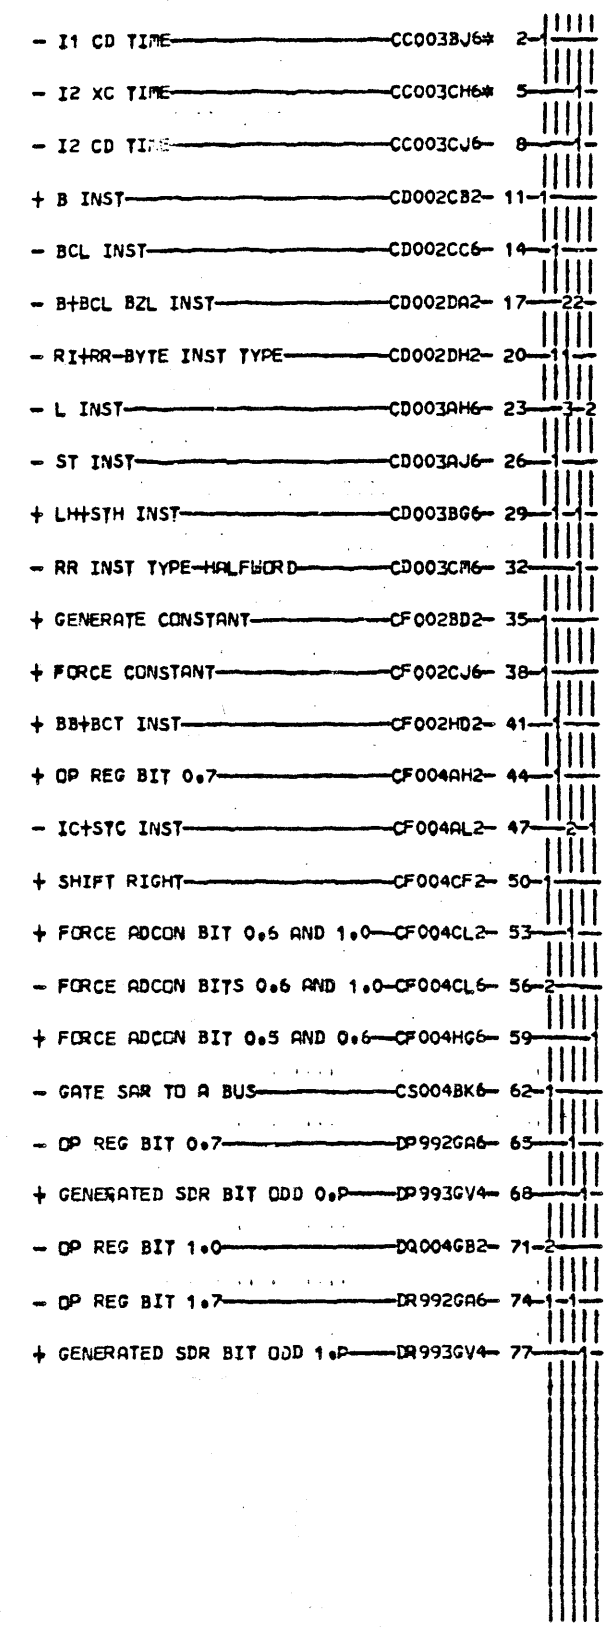 - I1 CD TIME CC003BJ6* 2-1
- I2 XC TIME CC003CH6* 5 1
- I2 CD TIME CC003CJ6- 8 1
+ B INST CD002CB2- 11-1
- BCL INST CD002CC6- 14 1
- B+BCL BZL INST CD002DA2- 17 22
- RI+RR-BYTE INST TYPE CD002DH2- 20 11
- L INST CD003AH6- 23 3-2
- ST INST CD003AJ6- 26 1
+ LH+STH INST CD003BG6- 29 1 1
- RR INST TYPE-HALFWORD CD003CM6- 32 1
+ GENERATE CONSTANT CF002BD2- 35 1
+ FORCE CONSTANT CF002CJ6- 38 1
+ BB+BCT INST CF002HD2- 41 1
+ OP REG BIT 0.7 CF004AH2- 44 1
- IC+STC INST CF004AL2- 47 2-1
+ SHIFT RIGHT CF004CF2- 50-1
+ FORCE ADCON BIT 0.6 AND 1.0-CF004CL2- 53 1
- FORCE ADCON BITS 0.6 AND 1.0-CF004CL6- 56-2
+ FORCE ADCON BIT 0.5 AND 0.6-CF004HG6- 59 1
- GATE SAR TO A BUS CS004BK6- 62-1
- OP REG BIT 0.7 DP992GA6- 65 1
+ GENERATED SDR BIT ODD 0.P DP993GV4- 68 1
- OP REG BIT 1.0 DQ004GB2- 71-2
- OP REG BIT 1.7 DR992GA6- 74-1-1
+ GENERATED SDR BIT ODD 1.P DR993GV4- 77 1